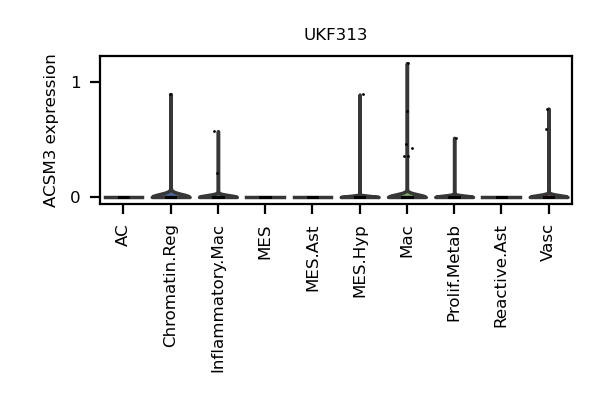 UKF313
ACSM3 expression
1
0
AC
Chromatin.Reg
Inflammatory.Mac
MES
MES.Ast
MES.Hyp
Mac
Prolif.Metab
Reactive.Ast
Vasc